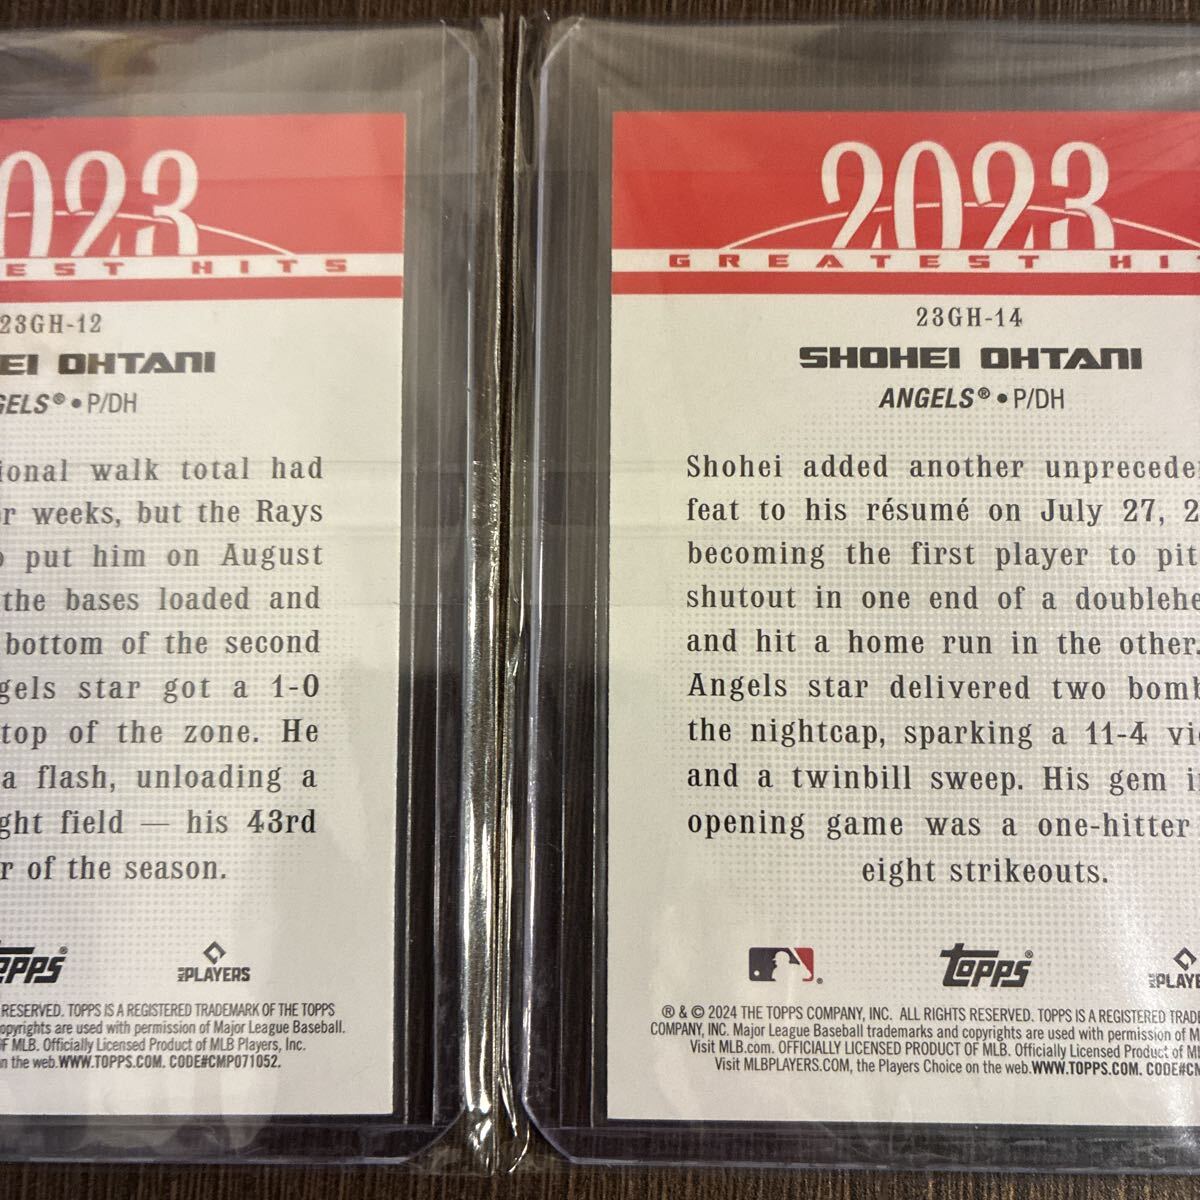 023
EST HITS
23GH-12
EI OHTANI
GELS® • P/DH
ional walk total had
r weeks, but the Rays
put him on August
the bases loaded and
bottom of the second
gels star got a 1-0
top of the zone. He
a flash, unloading a
ght field — his 43rd
r of the season.
OPPS®
MLB PLAYERS
RESERVED. TOPPS IS A REGISTERED TRADEMARK OF THE TOPPS
opyrights are used with permission of Major League Baseball.
F MLB. Officially Licensed Product of MLB Players, Inc.
n the web.WWW.TOPPS.COM. CODE#CMP071052.
2023
GREATEST HIT
23GH-14
SHOHEI OHTANI
ANGELS® • P/DH
Shohei added another unprecede
feat to his résumé on July 27, 2
becoming the first player to pit
shutout in one end of a doublehe
and hit a home run in the other.
Angels star delivered two bomb
the nightcap, sparking a 11-4 vi
and a twinbill sweep. His gem i
opening game was a one-hitter
eight strikeouts.
Topps®
MLB PLAYE
® & © 2024 THE TOPPS COMPANY, INC. ALL RIGHTS RESERVED. TOPPS IS A REGISTERED TRADE
COMPANY, INC. Major League Baseball trademarks and copyrights are used with permission of M
Visit MLB.com. OFFICIALLY LICENSED PRODUCT OF MLB. Officially Licensed Product of ML
Visit MLBPLAYERS.COM, the Players Choice on the web.WWW.TOPPS.COM. CODE#CM